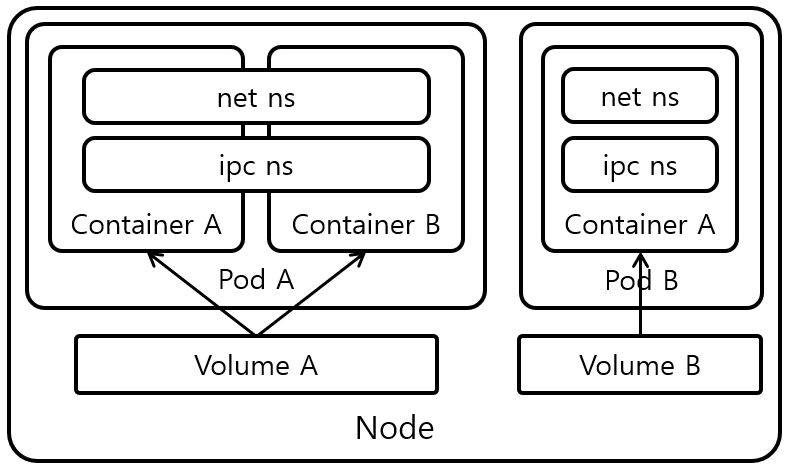 net ns
ipc ns
Container A
Container B
Pod A
Volume A
net ns
ipc ns
Container A
Pod B
Volume B
Node